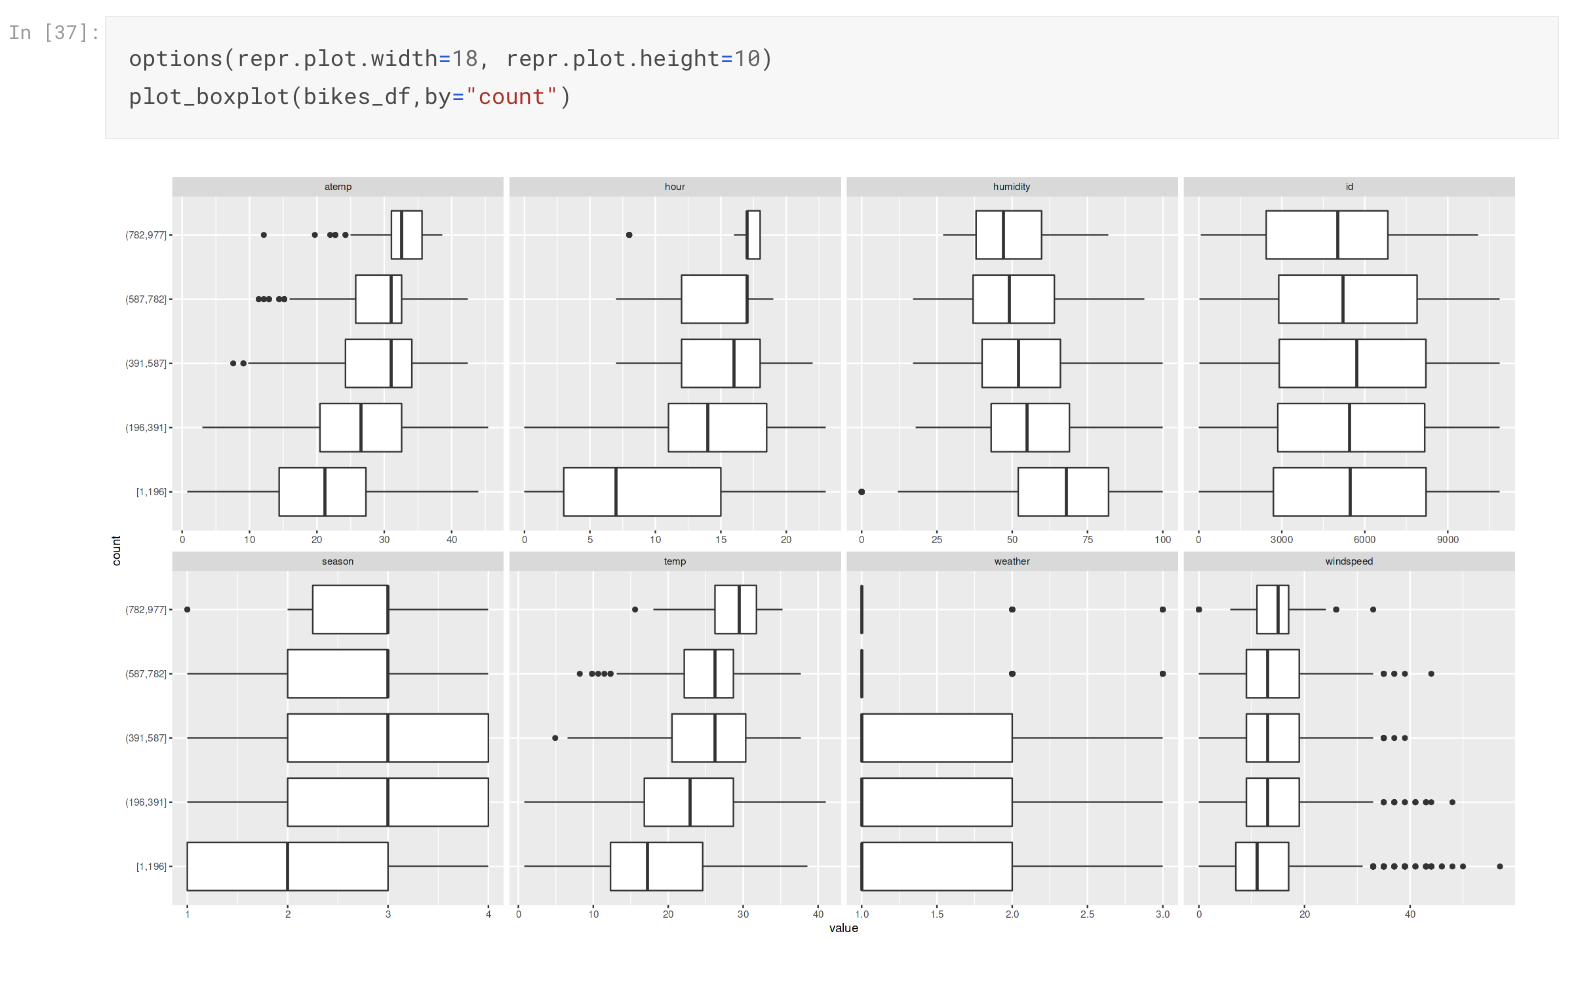 In [37]:
options(repr.plot.width=18, repr.plot.height=10)
plot_boxplot(bikes_df,by="count")
atemp hour humidity id
(782,977]
(587,782]
(391,587]
(196,391]
[1,196]
0 10 20 30 40 0 5 10 15 20 0 25 50 75 100 3000 6000 9000
count
season temp weather windspeed
(782,977]
(587,782]
(391,587]
(196,391]
[1,196]
1 2 3 4 0 10 20 30 40 1.0 1.5 2.0 2.5 3.0 0 20 40
value